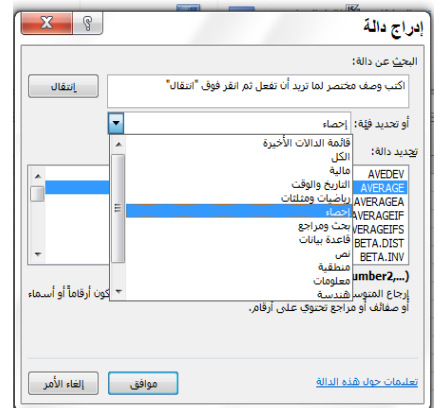 إدراج دالة
البحث عن دالة:
اكتب وصف مختصر لما تريد أن تفعل ثم انقر فوق "انتقال"
إنتقال
أو تحديد فئة: إحصاء
قائمة الدالات الأخيرة
الكل
مالية
التاريخ والوقت
رياضيات ومثلثات
إحصاء
بحث ومراجع
قاعدة بيانات
نص
منطقية
معلومات
هندسة
تحديد دالة:
AVEDEV
AVERAGE
AVERAGEA
AVERAGEIF
VERAGEIFS
BETA.DIST
BETA.INV
umber2,...)
إرجاع المتوس كون أرقاماً أو أسماء
أو صفائف أو مراجع تحتوي على أرقام.
تعليمات حول هذه الدالة
موافق
إلغاء الأمر